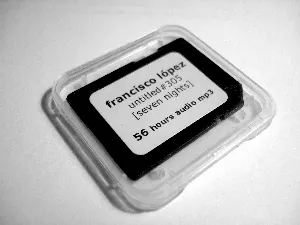 francisco lópez
untitled#305
[seven nights]
56 hours audio mp3